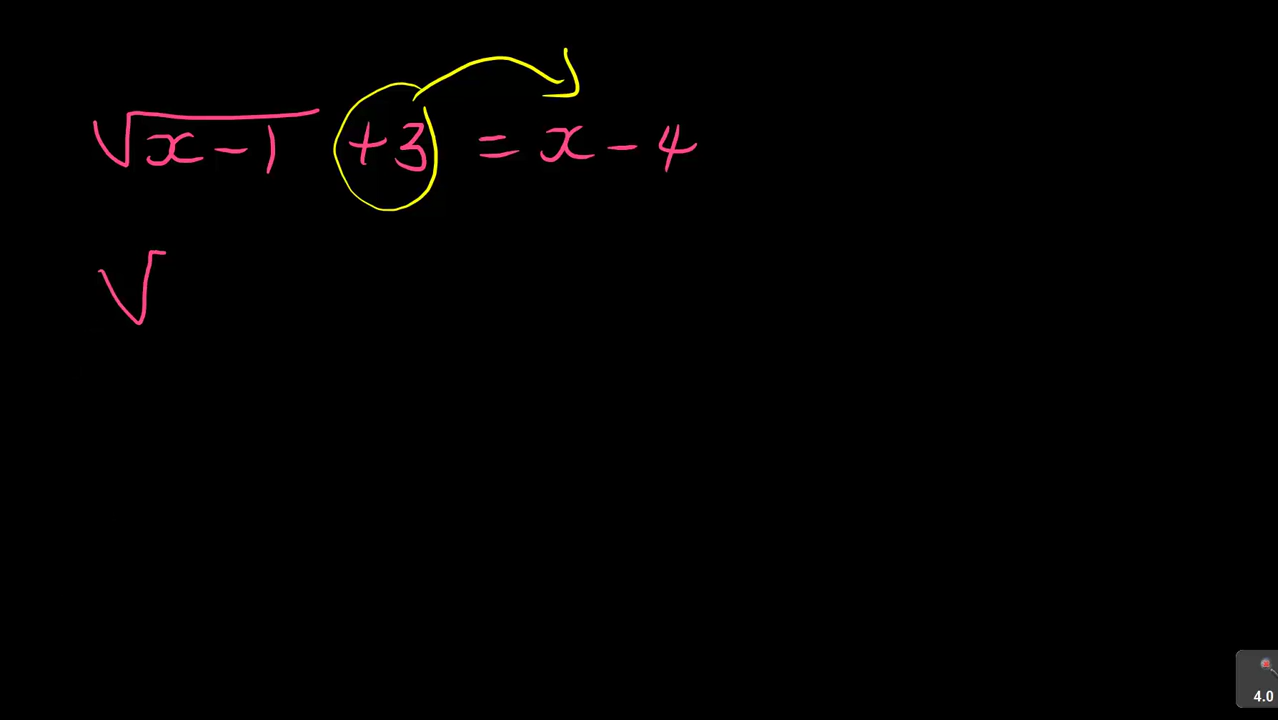 √x-1 +3 = x-4
√
4.0